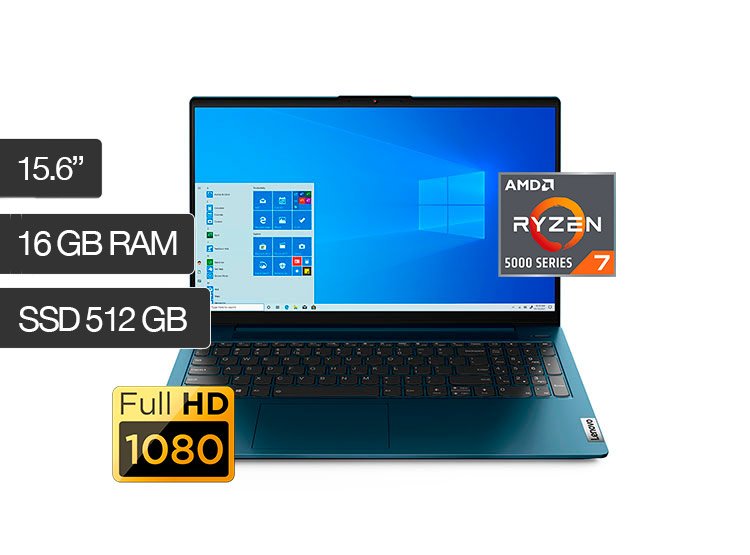 15.6”
16 GB RAM
SSD 512 GB
AMD
RYZEN
5000 SERIES 7
Full HD
1080
Lenovo